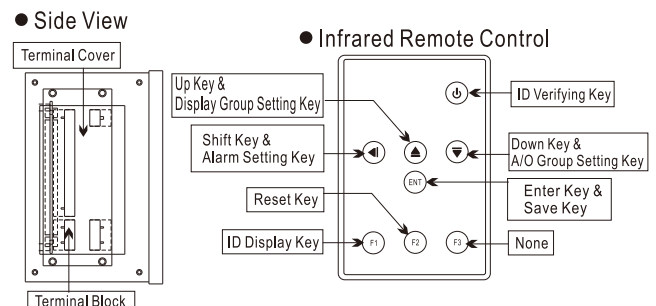 ● Side View
Terminal Cover
Terminal Block
● Infrared Remote Control
Up Key &
Display Group Setting Key
ID Verifying Key
Shift Key &
Alarm Setting Key
Down Key &
A/O Group Setting Key
ENT
Enter Key &
Save Key
Reset Key
ID Display Key
F1
F2
F3
None